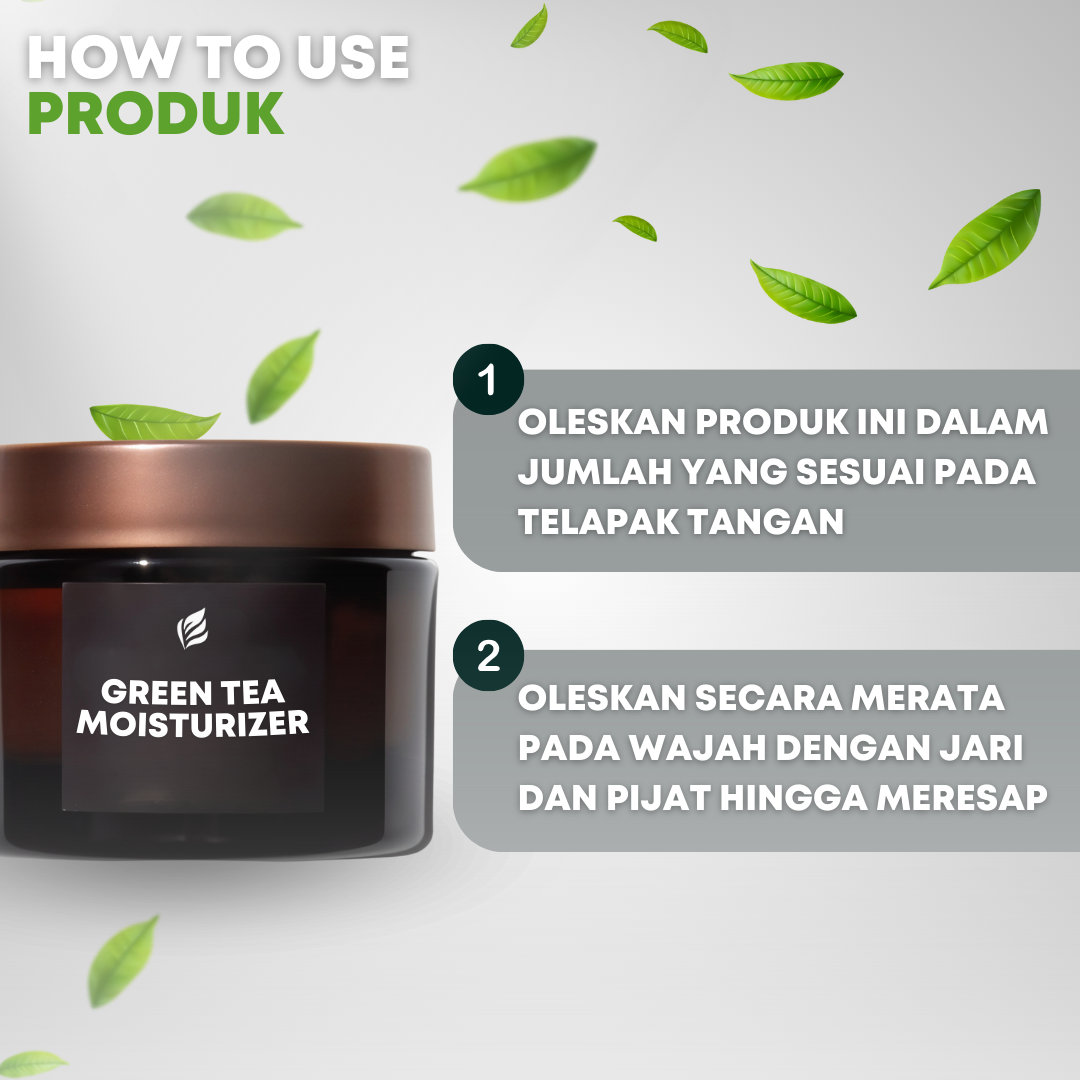 HOW TO USE
PRODUK
1
OLESKAN PRODUK INI DALAM
JUMLAH YANG SESUAI PADA
TELAPAK TANGAN
2
OLESKAN SECARA MERATA
PADA WAJAH DENGAN JARI
DAN PIJAT HINGGA MERESAP
GREEN TEA
MOISTURIZER